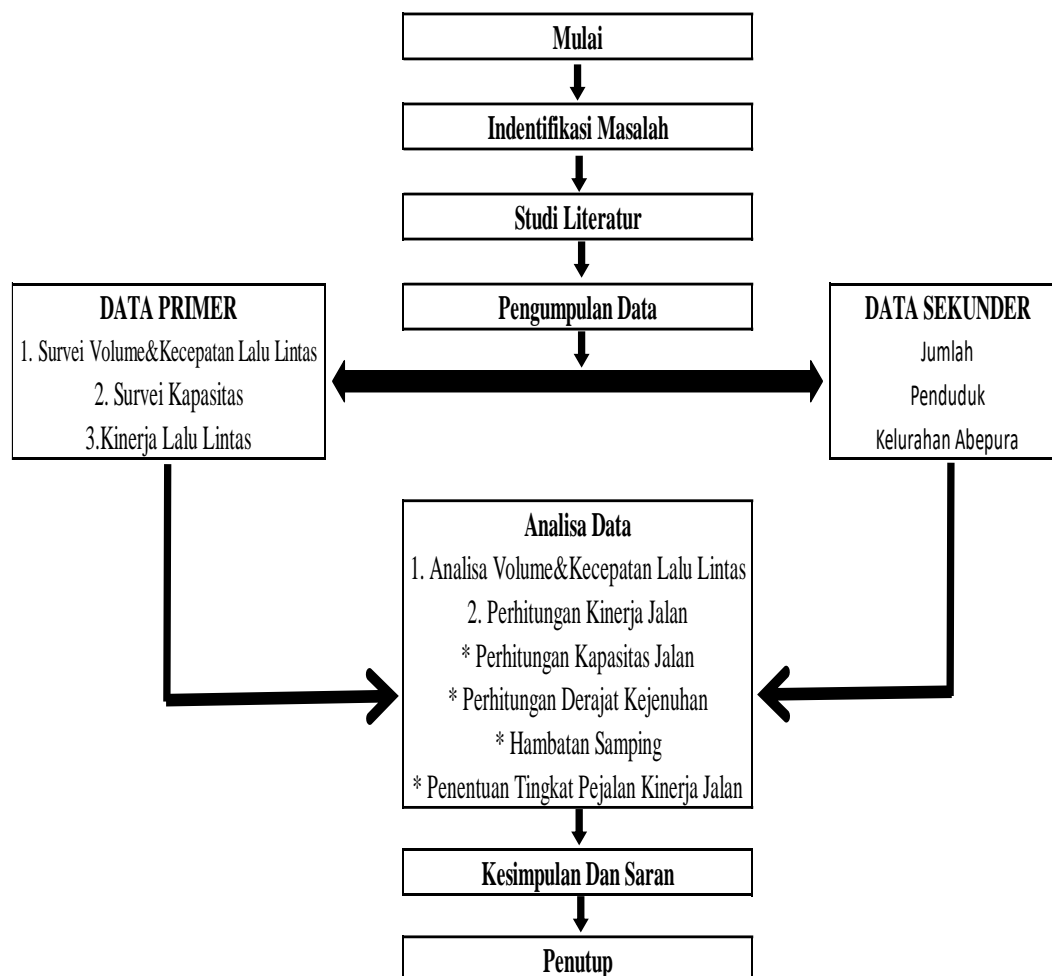 Mulai
Indentifikasi Masalah
Studi Literatur
Pengumpulan Data
DATA PRIMER
1. Survei Volume&Kecepatan Lalu Lintas
2. Survei Kapasitas
3.Kinerja Lalu Lintas
DATA SEKUNDER
Jumlah
Penduduk
Kelurahan Abepura
Analisa Data
1. Analisa Volume&Kecepatan Lalu Lintas
2. Perhitungan Kinerja Jalan
* Perhitungan Kapasitas Jalan
* Perhitungan Derajat Kejenuhan
* Hambatan Samping
* Penentuan Tingkat Pejalan Kinerja Jalan
Kesimpulan Dan Saran
Penutup